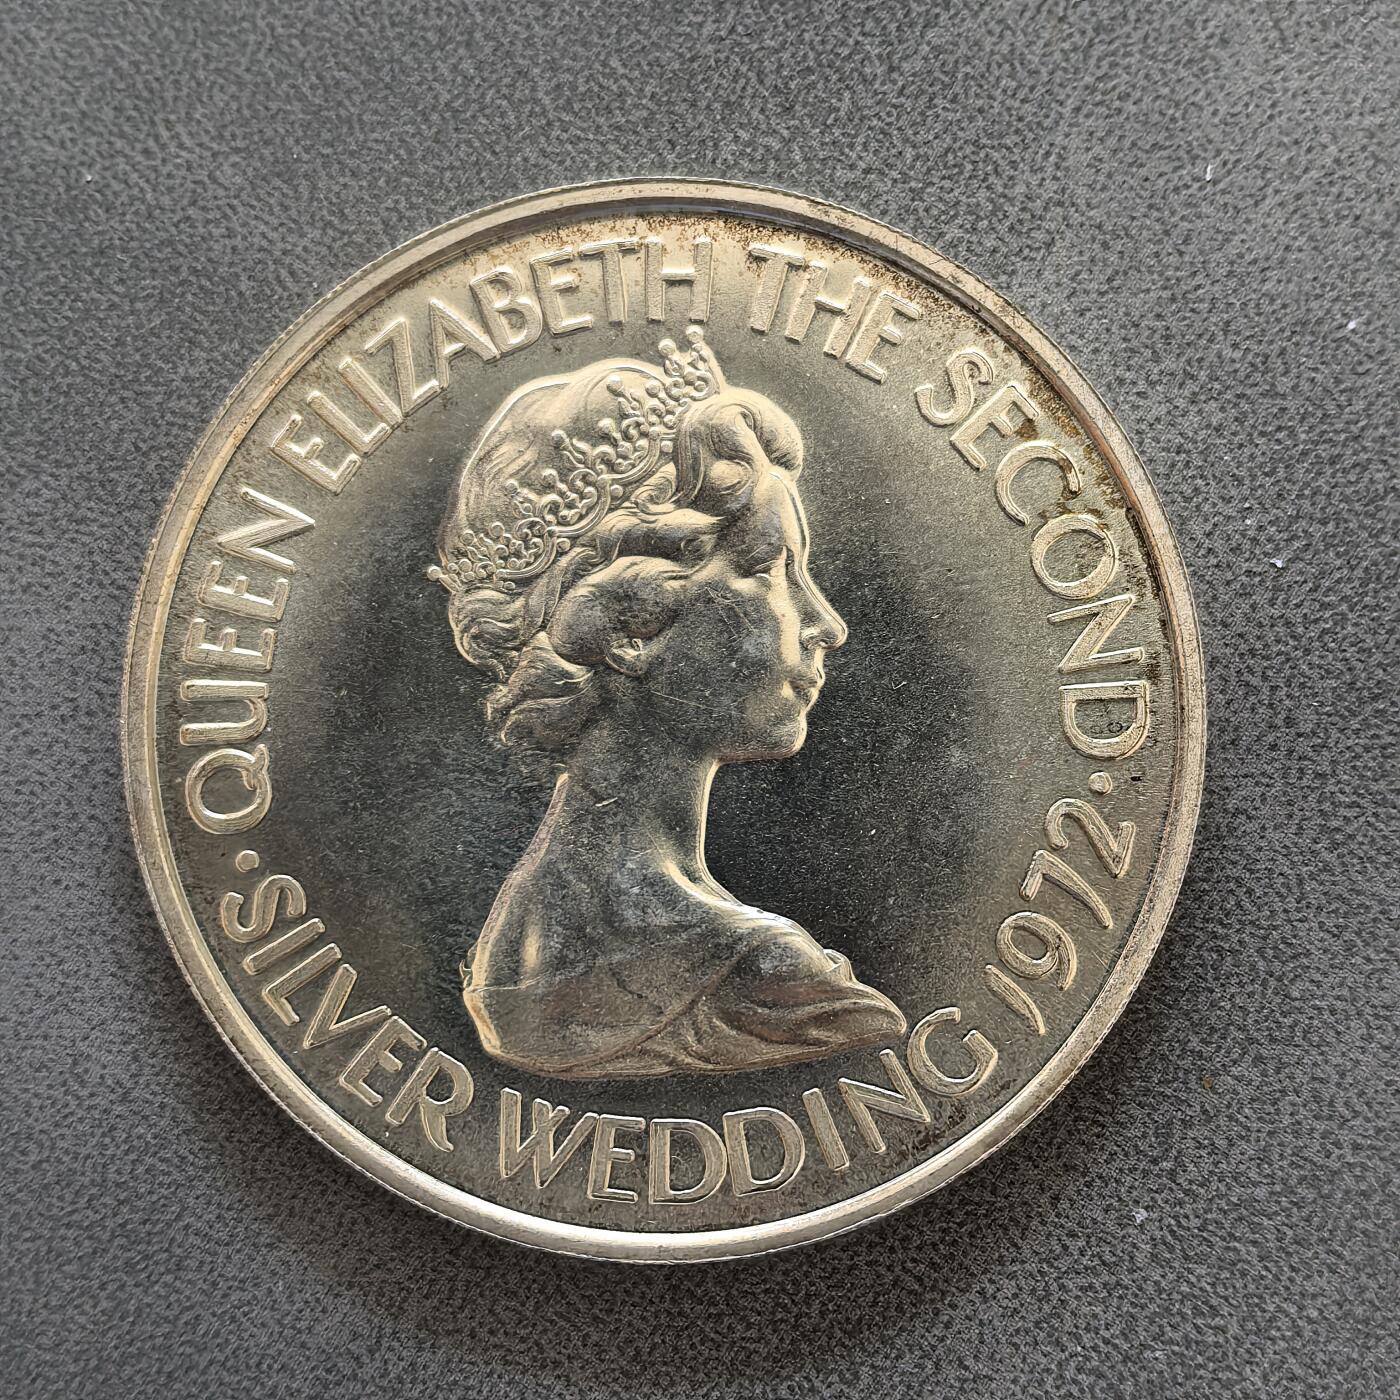 QUEEN ELIZABETH THE SECOND ·
SILVER WEDDING 1972 ·